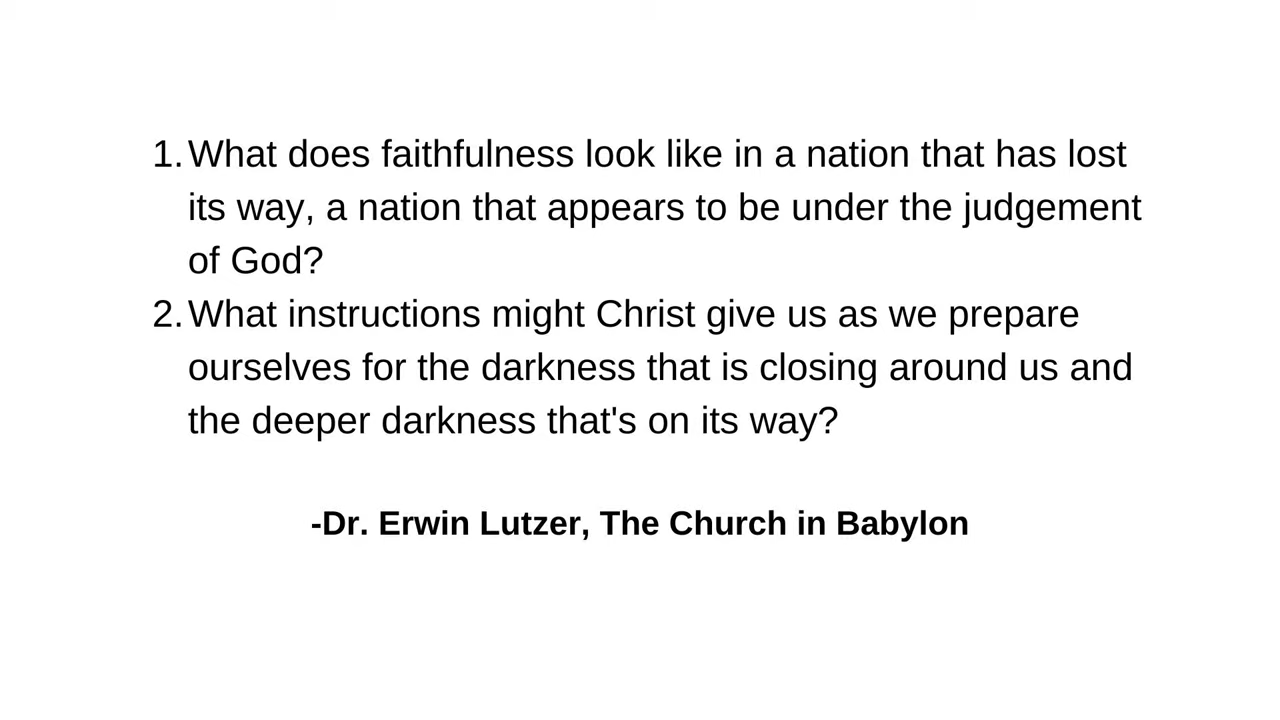 1. What does faithfulness look like in a nation that has lost
its way, a nation that appears to be under the judgement
of God?
2. What instructions might Christ give us as we prepare
ourselves for the darkness that is closing around us and
the deeper darkness that's on its way?
-Dr. Erwin Lutzer, The Church in Babylon